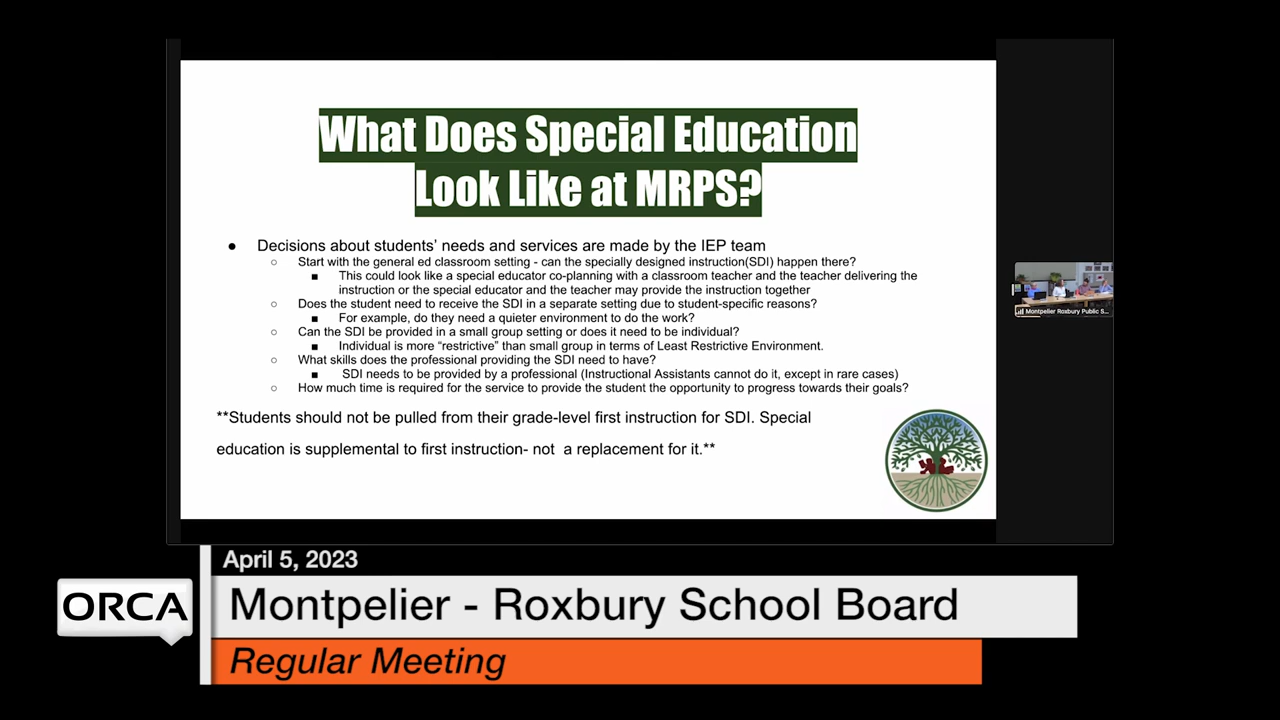 What Does Special Education
Look Like at MRPS?
● Decisions about students’ needs and services are made by the IEP team
○ Start with the general ed classroom setting - can the specially designed instruction(SDI) happen there?
■ This could look like a special educator co-planning with a classroom teacher and the teacher delivering the
instruction or the special educator and the teacher may provide the instruction together
○ Does the student need to receive the SDI in a separate setting due to student-specific reasons?
■ For example, do they need a quieter environment to do the work?
○ Can the SDI be provided in a small group setting or does it need to be individual?
■ Individual is more “restrictive” than small group in terms of Least Restrictive Environment.
○ What skills does the professional providing the SDI need to have?
■ SDI needs to be provided by a professional (Instructional Assistants cannot do it, except in rare cases)
○ How much time is required for the service to provide the student the opportunity to progress towards their goals?
**Students should not be pulled from their grade-level first instruction for SDI. Special
education is supplemental to first instruction- not a replacement for it.**
Montpelier Roxbury Public S...
April 5, 2023
ORCA
Montpelier - Roxbury School Board
Regular Meeting